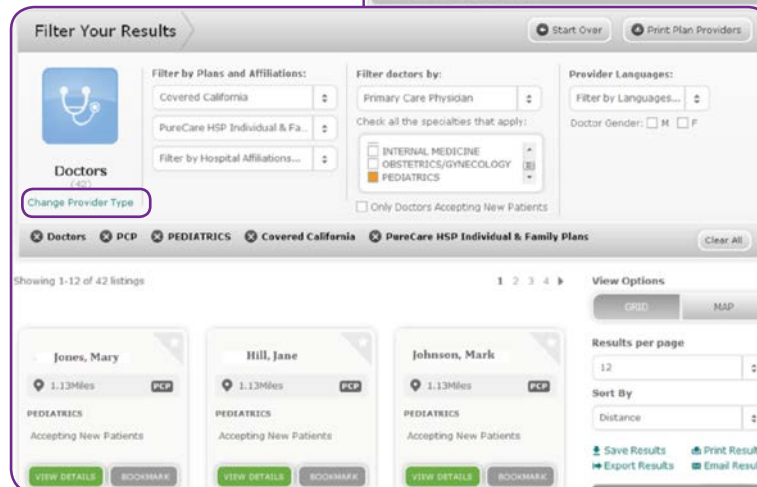 Filter Your Results
Start Over
Print Plan Providers
Doctors
(42)
Change Provider Type
Filter by Plans and Affiliations:
Covered California
PureCare HSP Individual & Fa...
Filter by Hospital Affiliations...
Filter doctors by:
Primary Care Physician
Check all the specialties that apply:
INTERNAL MEDICINE
OBSTETRICS/GYNECOLOGY
PEDIATRICS
Only Doctors Accepting New Patients
Provider Languages:
Filter by Languages...
Doctor Gender: M F
Doctors PCP PEDIATRICS Covered California PureCare HSP Individual & Family Plans
Clear All
Showing 1-12 of 42 listings
1 2 3 4
Jones, Mary
1.13Miles PCP
PEDIATRICS
Accepting New Patients
VIEW DETAILS BOOKMARK
Hill, Jane
1.13Miles PCP
PEDIATRICS
Accepting New Patients
VIEW DETAILS BOOKMARK
Johnson, Mark
1.13Miles PCP
PEDIATRICS
Accepting New Patients
VIEW DETAILS BOOKMARK
View Options
GRID MAP
Results per page
12
Sort By
Distance
Save Results Print Resul
Export Results Email Resul